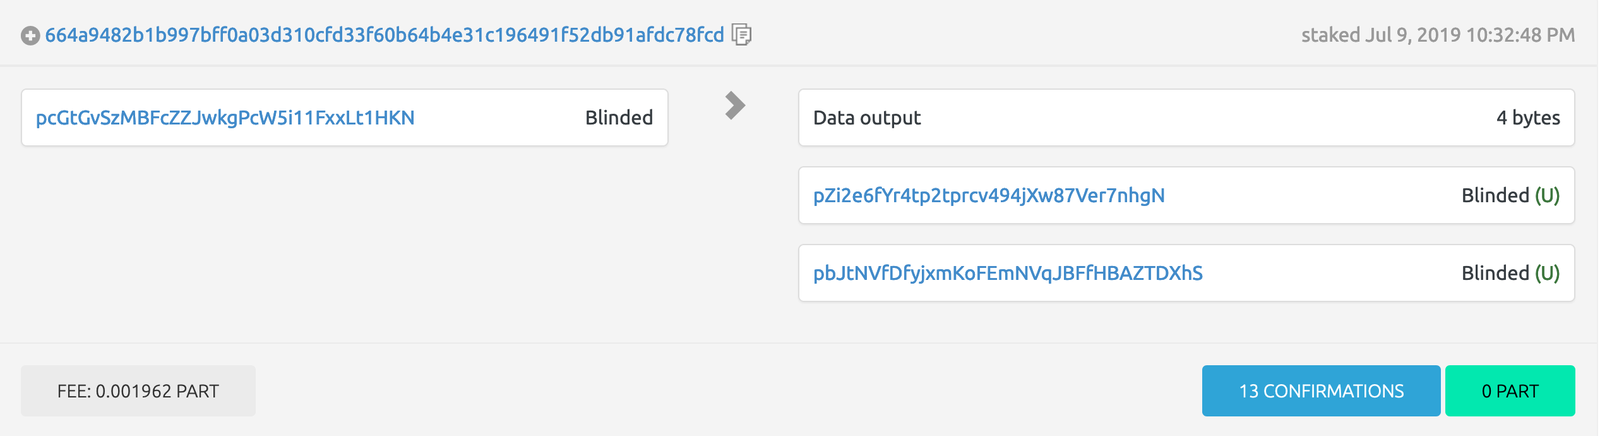 664a9482b1b997bff0a03d310cfd33f60b64b4e31c196491f52db91afdc78fcd staked Jul 9, 2019 10:32:48 PM
pcGtGvSzMBFcZZJwkgPcW5i11FxxLt1HKN Blinded
Data output 4 bytes
pZi2e6fYr4tp2tprcv494jXw87Ver7nhgN Blinded (U)
pbJtNVfDfyjxmKoFEmNVqJBFfHBAZTDXhS Blinded (U)
FEE: 0.001962 PART 13 CONFIRMATIONS 0 PART